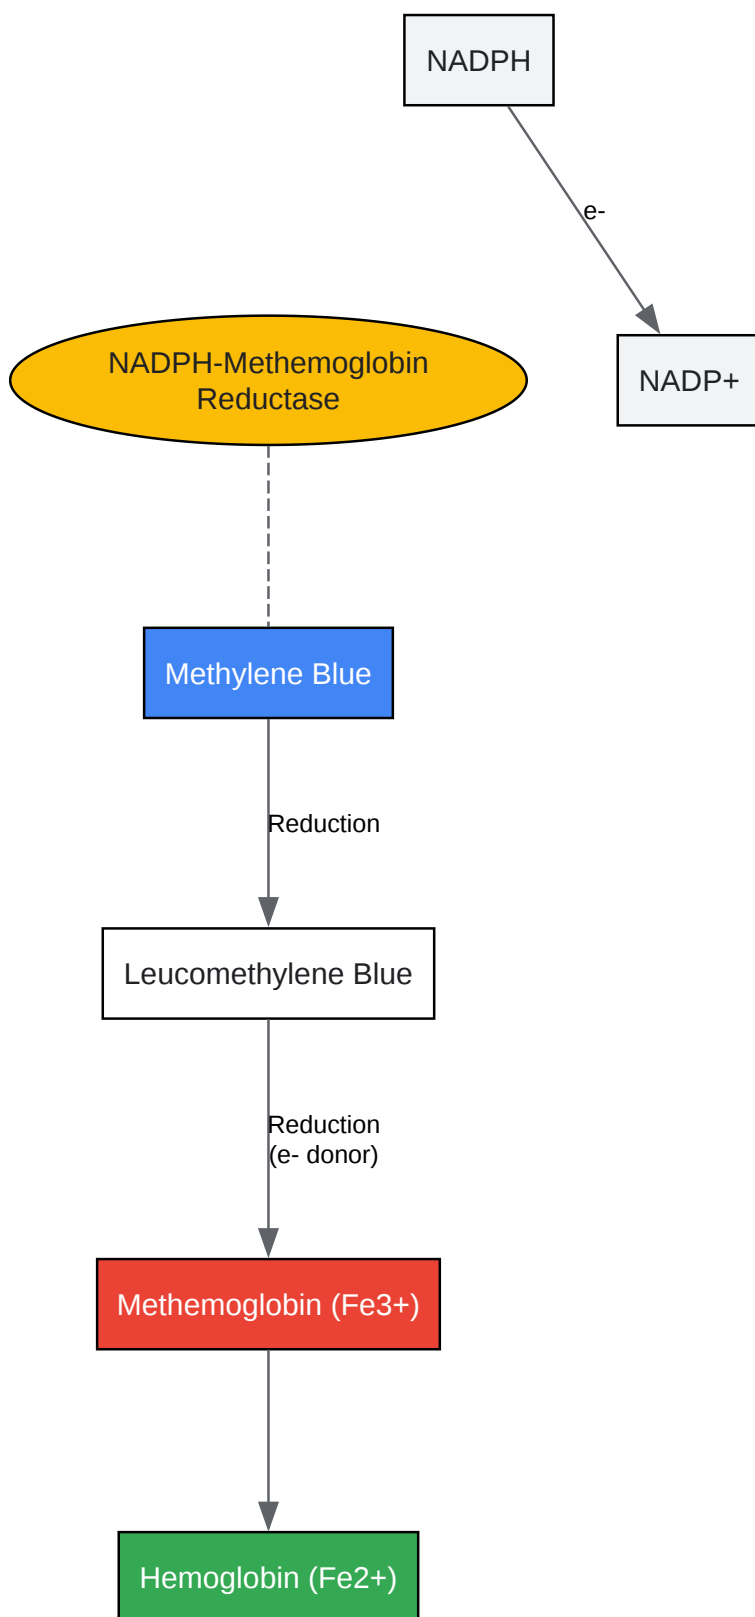 NADPH
e-
NADPH-Methemoglobin
Reductase
NADP+
Methylene Blue
Reduction
Leucomethylene Blue
Reduction
(e- donor)
Methemoglobin (Fe3+)
Hemoglobin (Fe2+)